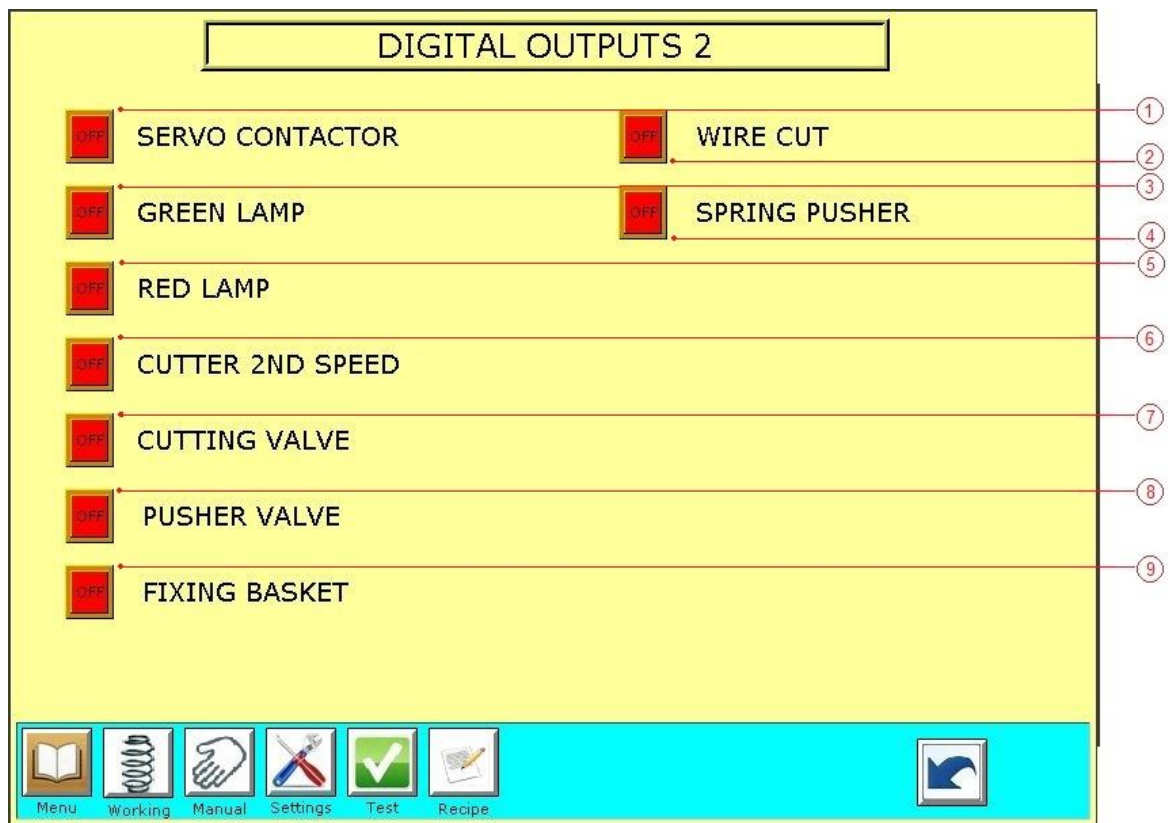 DIGITAL OUTPUTS 2
OFF SERVO CONTACTOR OFF WIRE CUT 1
2
OFF GREEN LAMP OFF SPRING PUSHER 3
4
OFF RED LAMP 5
OFF CUTTER 2ND SPEED 6
OFF CUTTING VALVE 7
OFF PUSHER VALVE 8
OFF FIXING BASKET 9
Menu Working Manual Settings Test Recipe